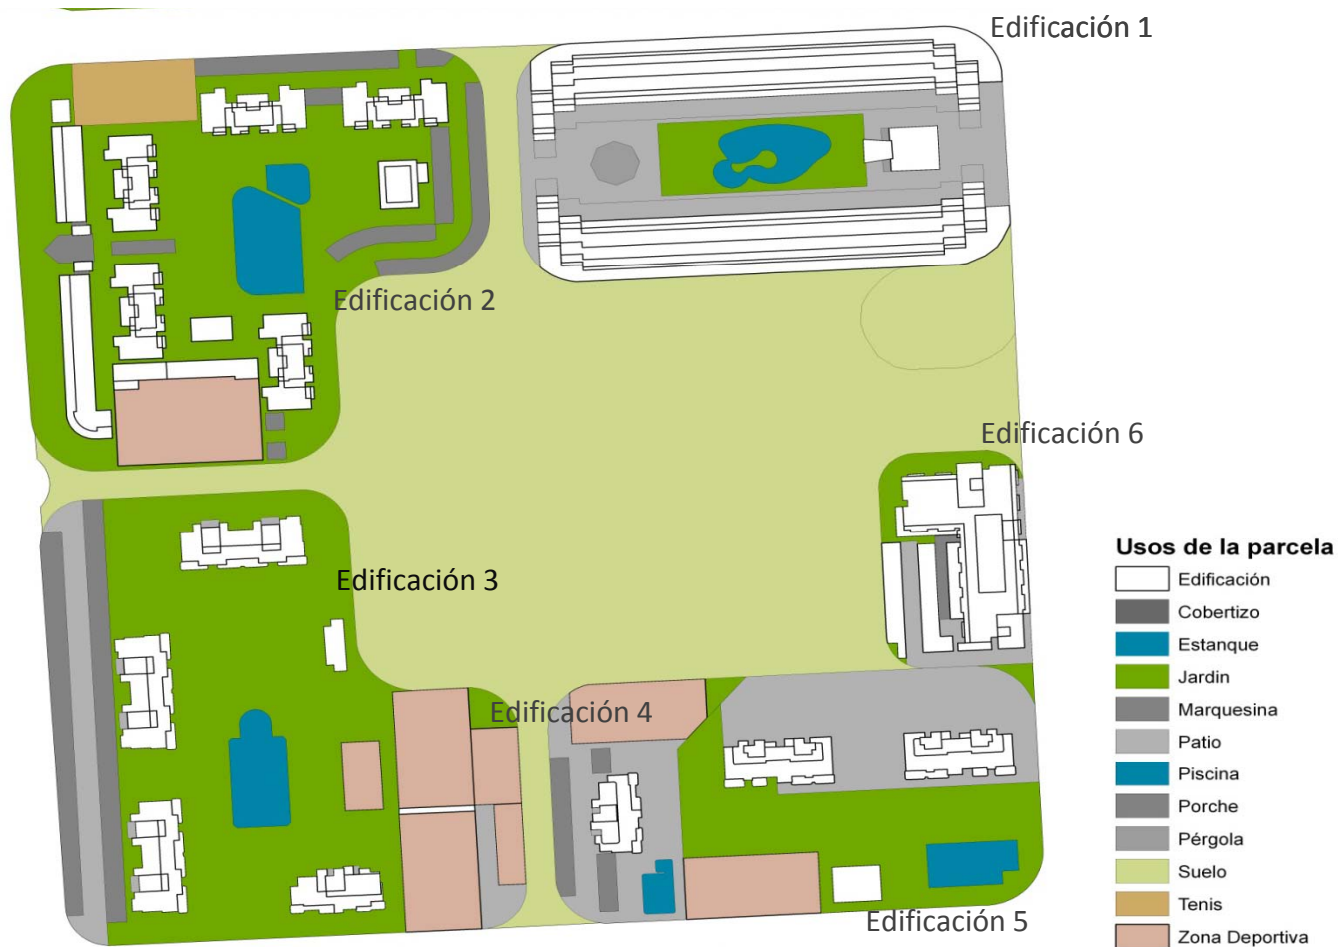 Edificación 1
Edificación 2
Edificación 6
Edificación 3
Edificación 4
Edificación 5
Usos de la parcela
Edificación
Cobertizo
Estanque
Jardin
Marquesina
Patio
Piscina
Porche
Pérgola
Suelo
Tenis
Zona Deportiva